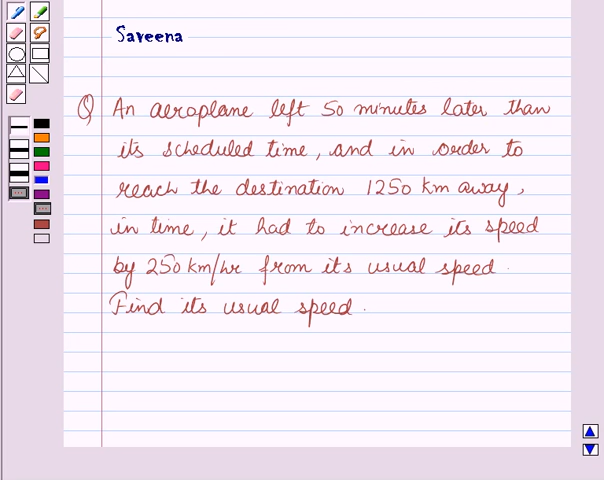 Saveena
Q An aeroplane left 50 minutes later than
its scheduled time, and in order to
reach the destination 1250 km away,
in time, it had to increase its speed
by 250 km/hr from its usual speed.
Find its usual speed.